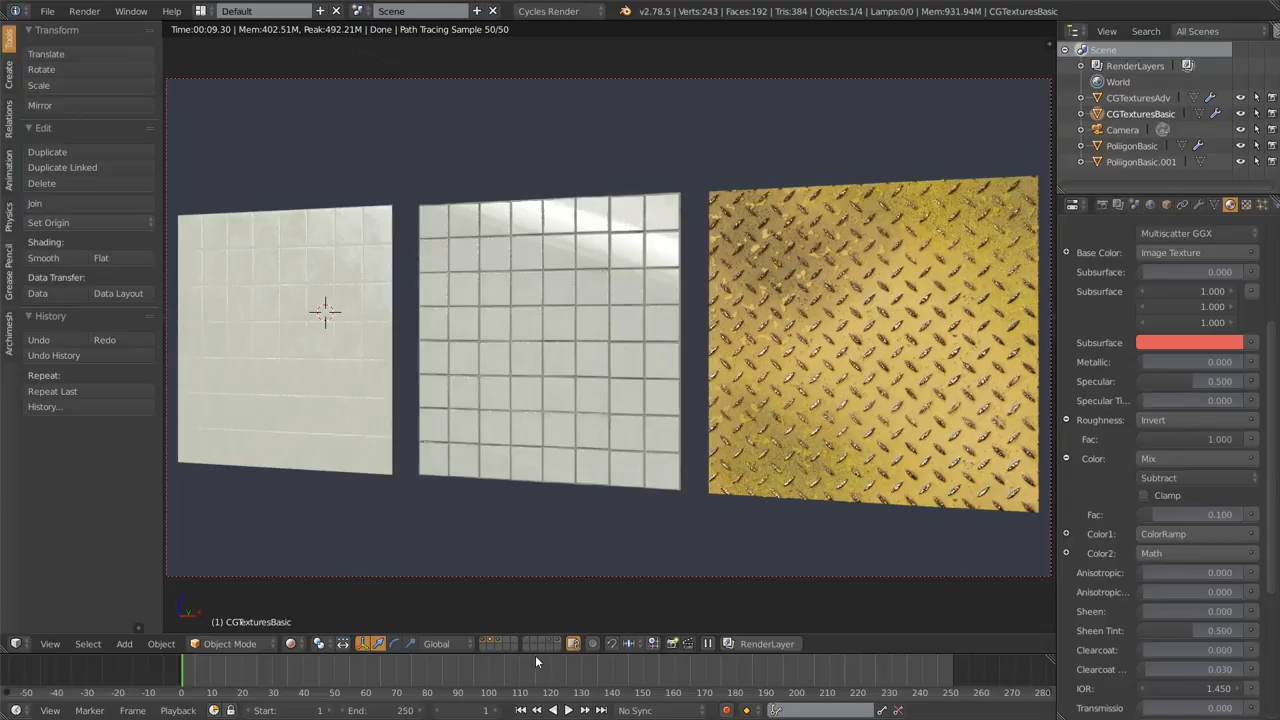 File Render Window Help Default Scene Cycles Render v2.78.5 | Verts:243 | Faces:192 | Tris:384 | Objects:1/4 | Lamps:0/0 | Mem:931.94M | CGTexturesBasic
Time:00:09.30 | Mem:402.51M, Peak:492.21M | Done | Path Tracing Sample 50/50
Tools
Create
Relations
Animation
Physics
Grease Pencil
Archimesh
Transform
Translate
Rotate
Scale
Mirror
Edit
Duplicate
Duplicate Linked
Delete
Join
Set Origin
Shading:
Smooth Flat
Data Transfer:
Data Data Layout
History
Undo Redo
Undo History
Repeat:
Repeat Last
History...
(1) CGTexturesBasic
View Select Add Object Object Mode Global RenderLayer
-50 -40 -30 -20 -10 0 10 20 30 40 50 60 70 80 90 100 110 120 130 140 150 160 170 180 190 200 210 220 230 240 250 260 270 280
View Marker Frame Playback Start: 1 End: 250 1 No Sync
View Search All Scenes
Scene
RenderLayers
World
CGTexturesAdv
CGTexturesBasic
Camera
PoligonBasic
PoligonBasic.001
Multiscatter GGX
Base Color: Image Texture
Subsurface: 0.000
Subsurface 1.000
1.000
1.000
Subsurface
Metallic: 0.000
Specular: 0.500
Specular Ti... 0.000
Roughness: Invert
Fac: 1.000
Color: Mix
Subtract
Clamp
Fac: 0.100
Color1: ColorRamp
Color2: Math
Anisotropic: 0.000
Anisotropic... 0.000
Sheen: 0.000
Sheen Tint: 0.500
Clearcoat: 0.000
Clearcoat ... 0.030
IOR: 1.450
Transmissio 0.000